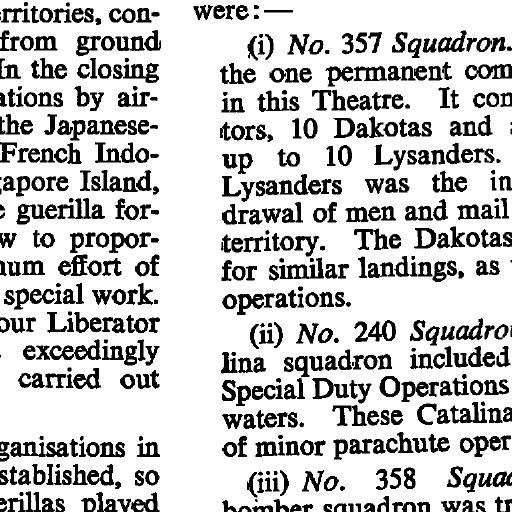 erritories, con-
from ground
In the closing
ations by air-
the Japanese-
French Indo-
gapore Island,
e guerilla for-
w to propor-
num effort of
special work.
our Liberator
exceedingly
carried out
ganisations in
stablished, so
erillas played
were:—
(i) No. 357 Squadron.
the one permanent com
in this Theatre. It con
tors, 10 Dakotas and
up to 10 Lysanders.
Lysanders was the in
drawal of men and mail
territory. The Dakotas
for similar landings, as
operations.
(ii) No. 240 Squadro
lina squadron included
Special Duty Operations
waters. These Catalina
of minor parachute oper
(iii) No. 358 Squa
bomber squadron was tr